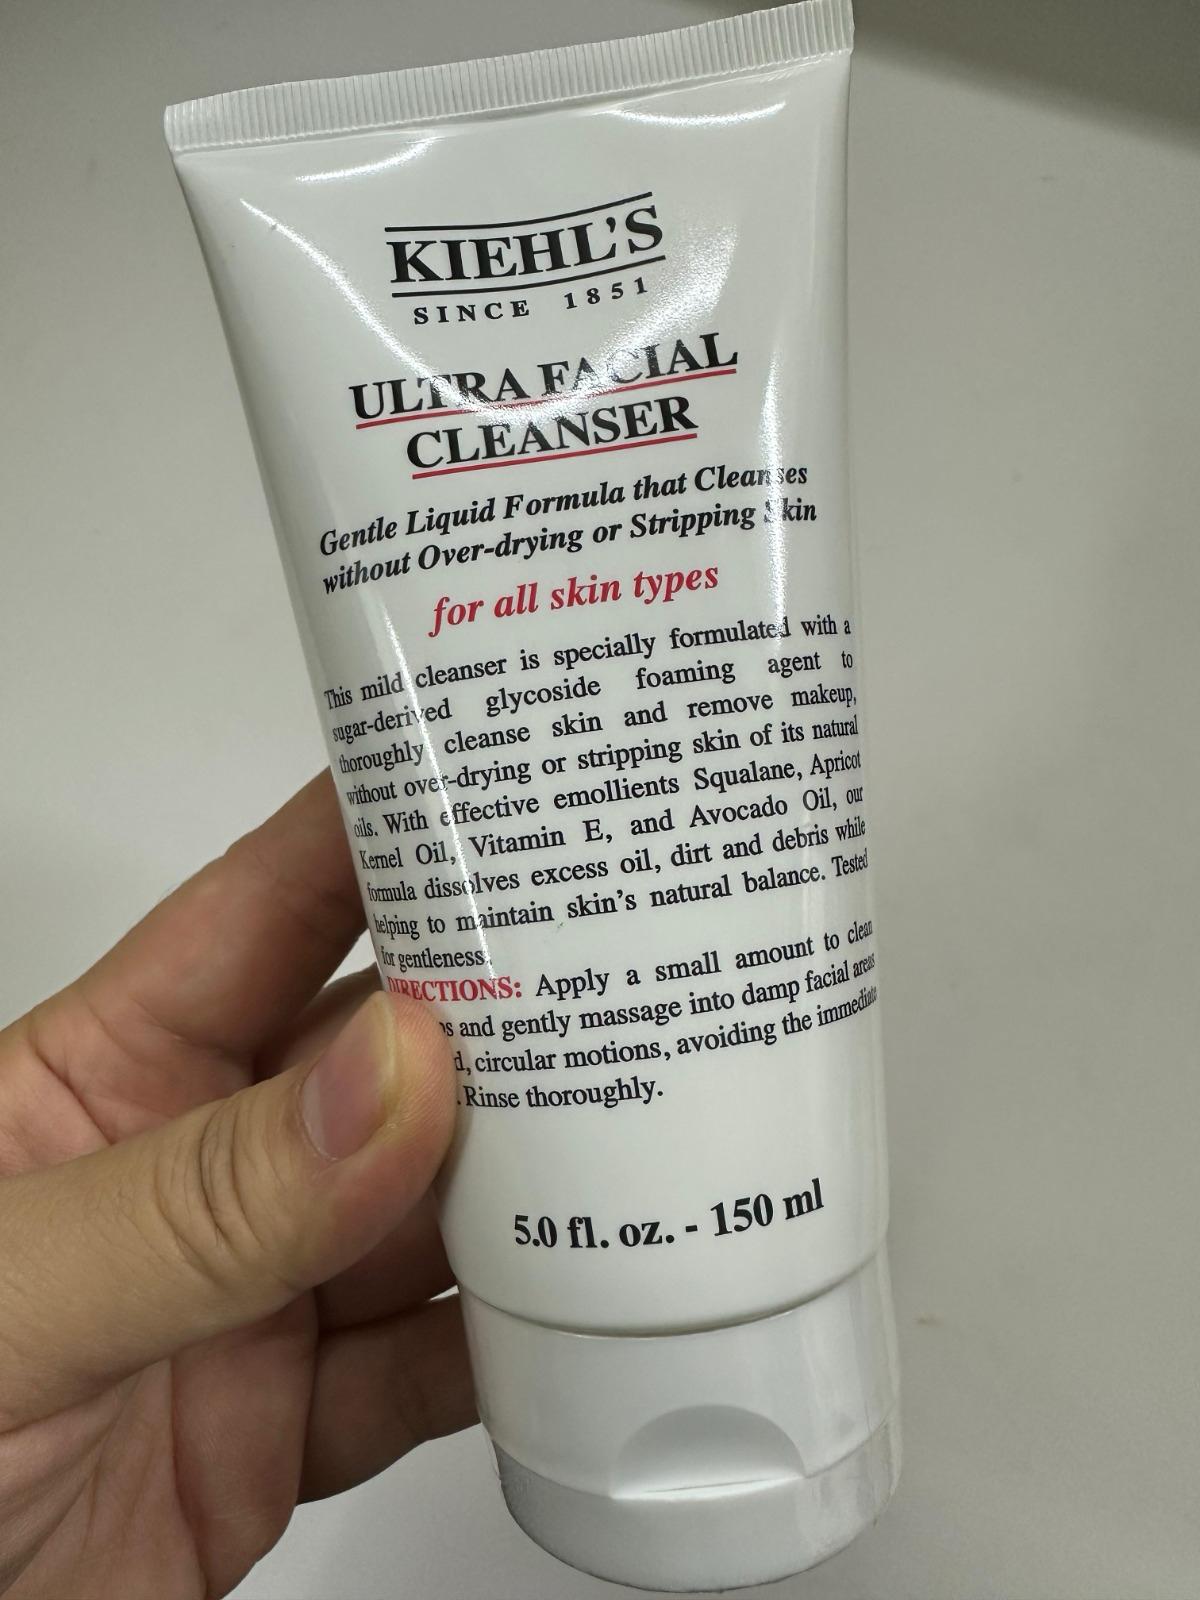 KIEHL'S
SINCE 1851
ULTRA FACIAL
CLEANSER
Gentle Liquid Formula that Cleanses
without Over-drying or Stripping Skin
for all skin types
This mild cleanser is specially formulated with a
sugar-derived glycoside foaming agent to
thoroughly cleanse skin and remove makeup,
without over-drying or stripping skin of its natural
oils. With effective emollients Squalane, Apricot
Kernel Oil, Vitamin E, and Avocado Oil, our
formula dissolves excess oil, dirt and debris while
helping to maintain skin's natural balance. Tested
for gentleness.
DIRECTIONS: Apply a small amount to clean
and gently massage into damp facial areas
circular motions, avoiding the immediate
. Rinse thoroughly.
5.0 fl. oz. - 150 ml